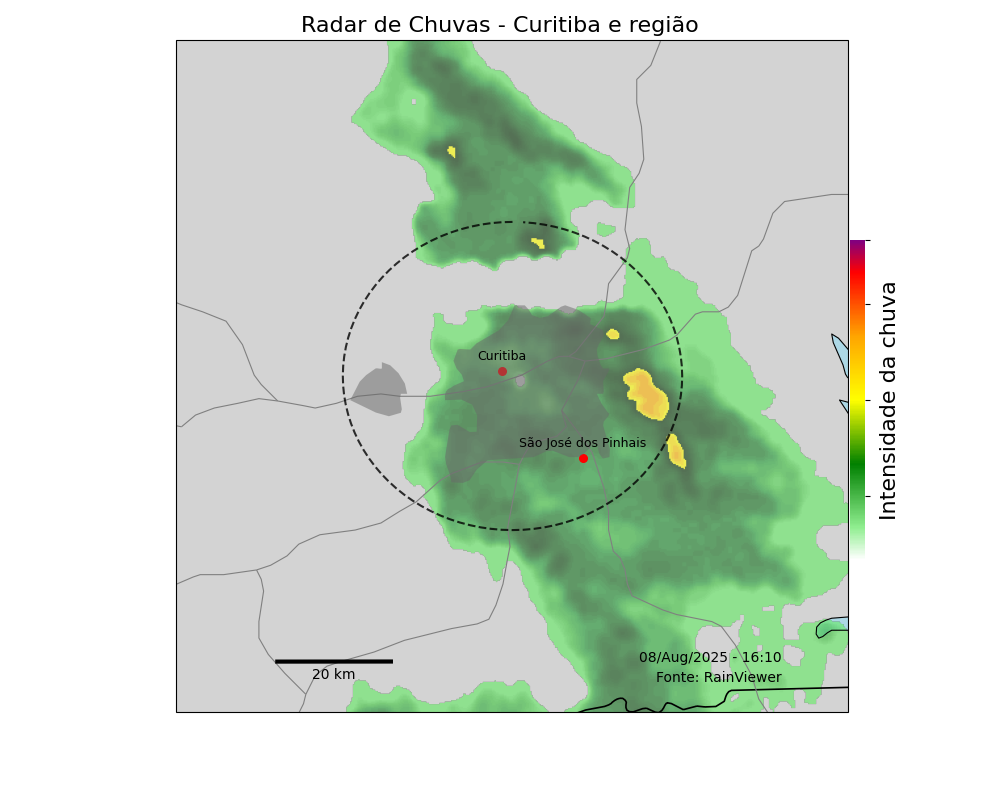 Radar de Chuvas - Curitiba e região
Curitiba
São José dos Pinhais
Intensidade da chuva
08/Aug/2025 - 16:10
Fonte: RainViewer
20 km